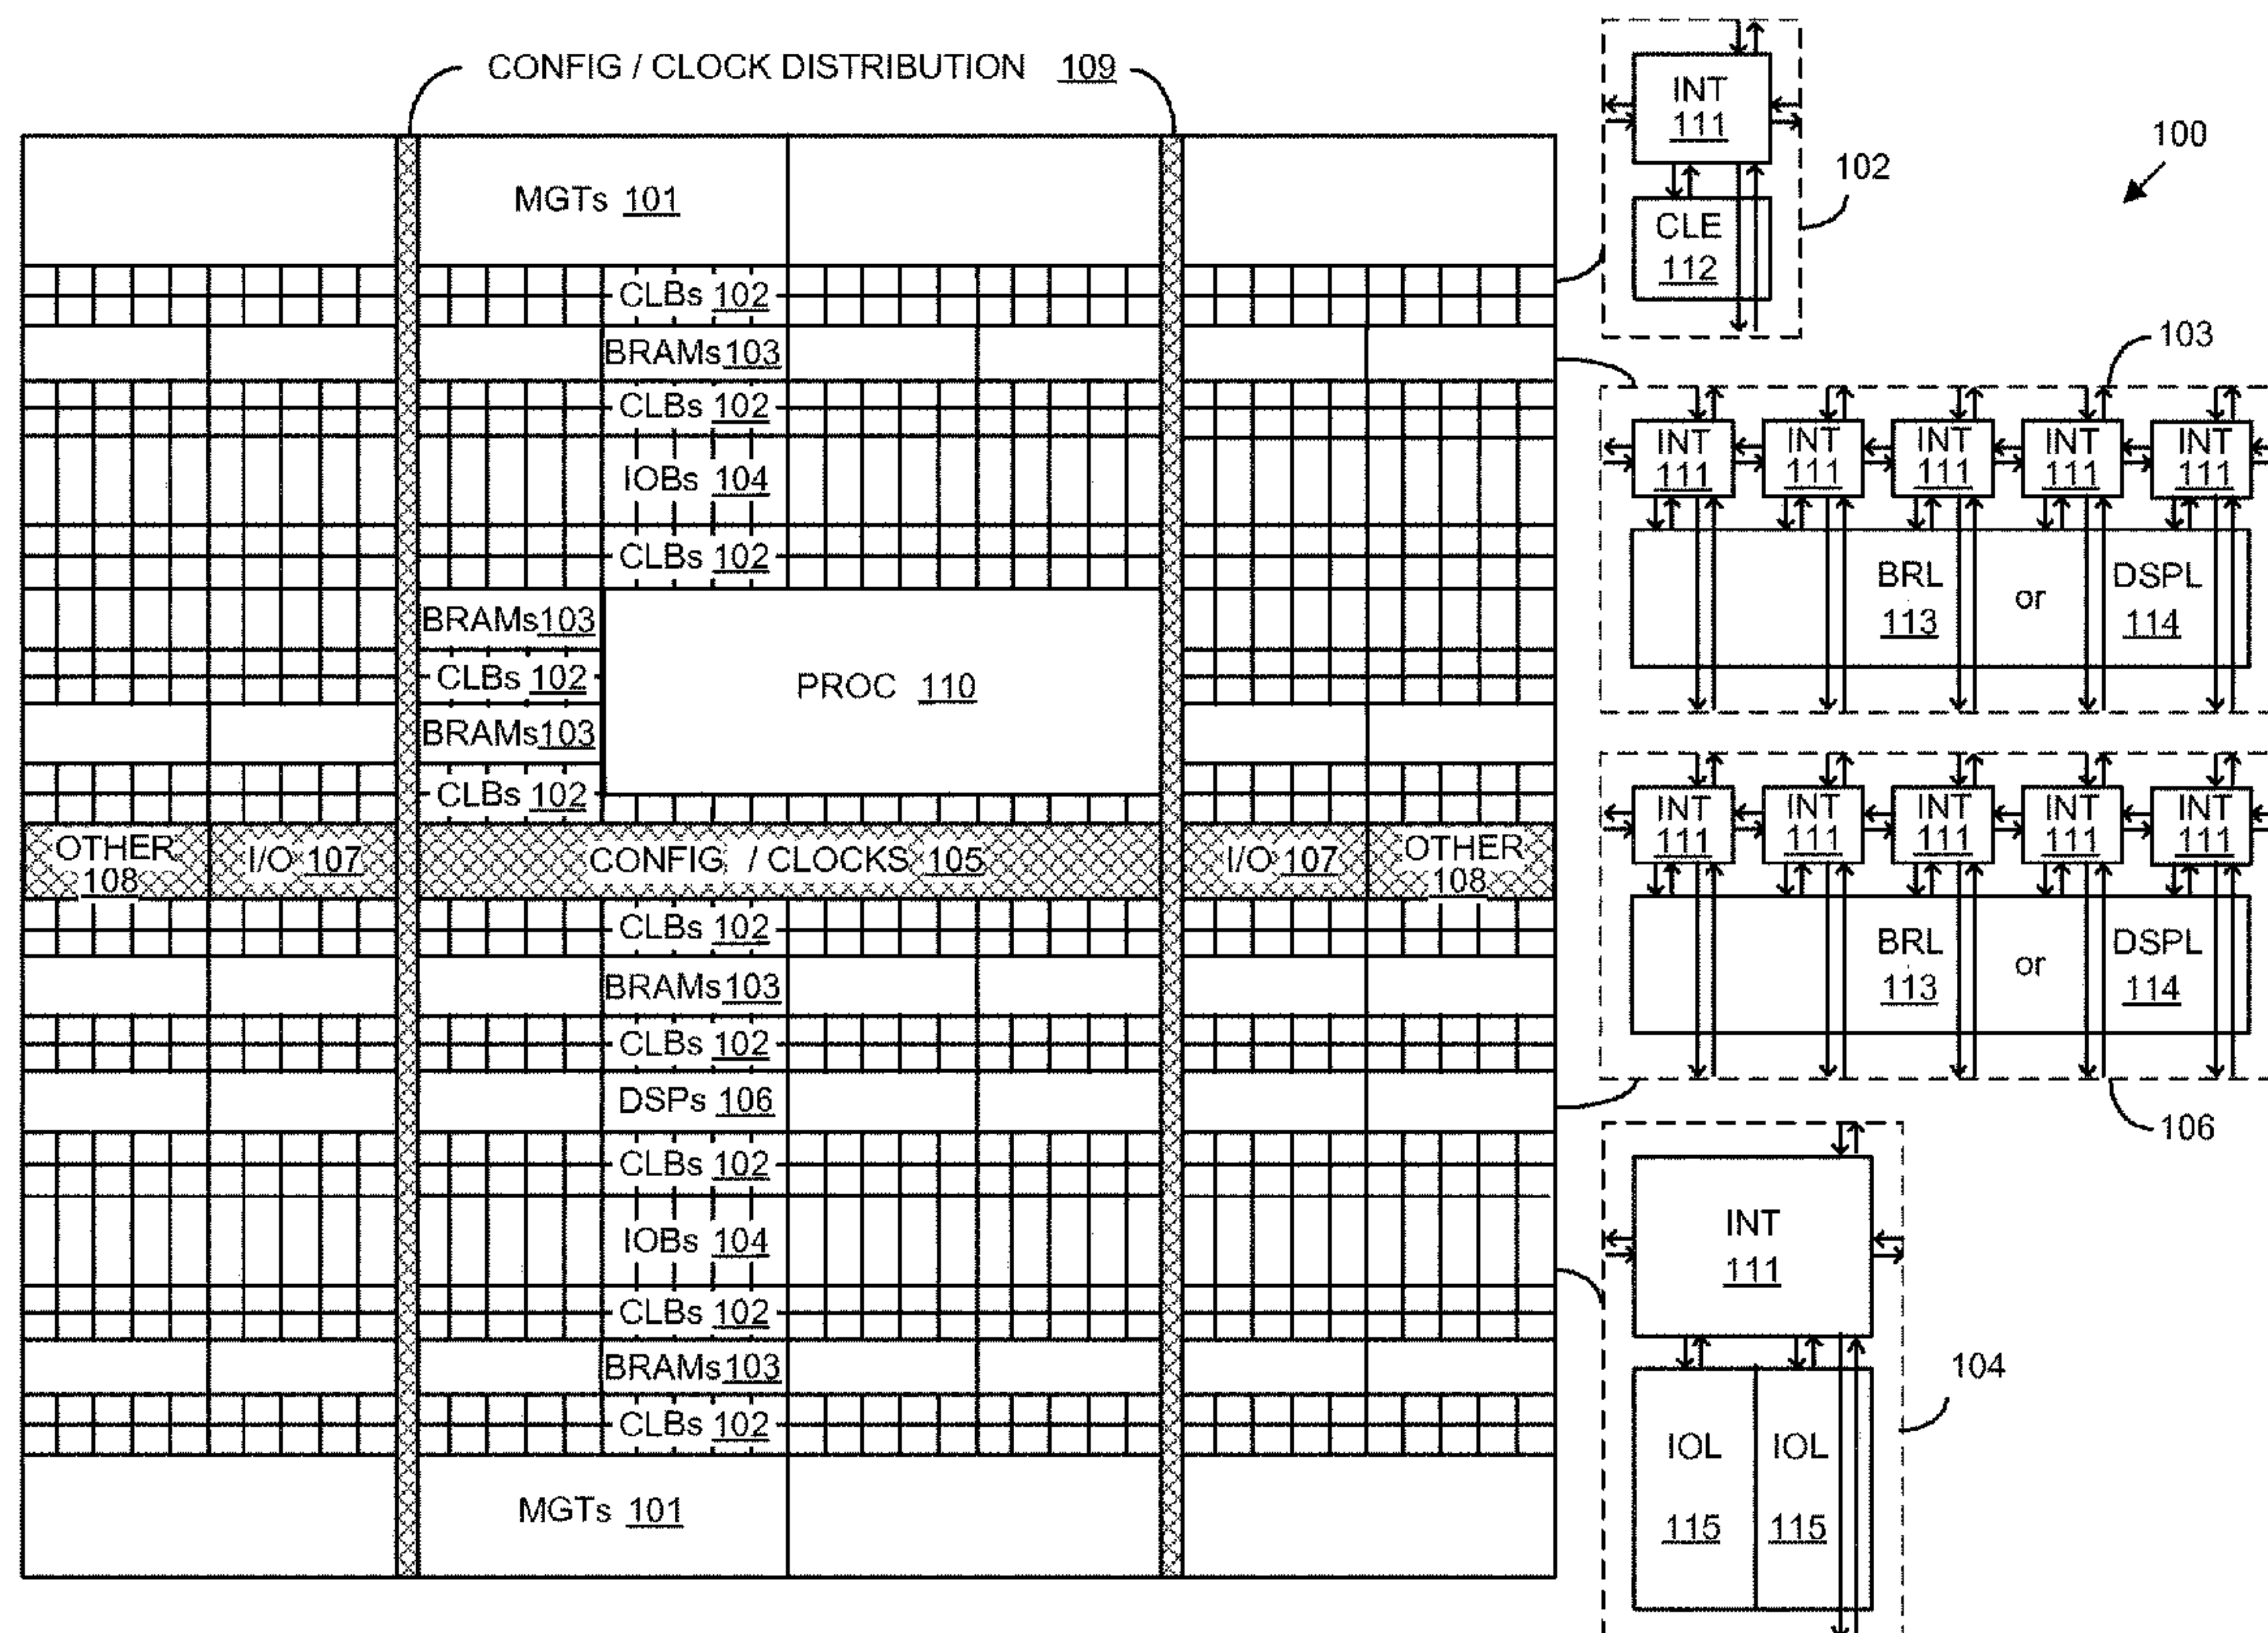 CONFIG / CLOCK DISTRIBUTION 109
MGTs 101
CLBs 102
BRAMs 103
CLBs 102
IOBs 104
CLBs 102
BRAMs 103
CLBs 102
PROC 110
BRAMs 103
CLBs 102
OTHER 108
I/O 107
CONFIG / CLOCKS 105
I/O 107
OTHER 108
CLBs 102
BRAMs 103
CLBs 102
DSPs 106
CLBs 102
IOBs 104
CLBs 102
BRAMs 103
CLBs 102
MGTs 101
INT
111
CLE
112
102
100
103
INT INT INT INT INT
111 111 111 111 111
BRL or DSPL
113 114
INT INT INT INT INT
111 111 111 111 111
BRL or DSPL
113 114
106
INT
111
IOL IOL
115 115
104